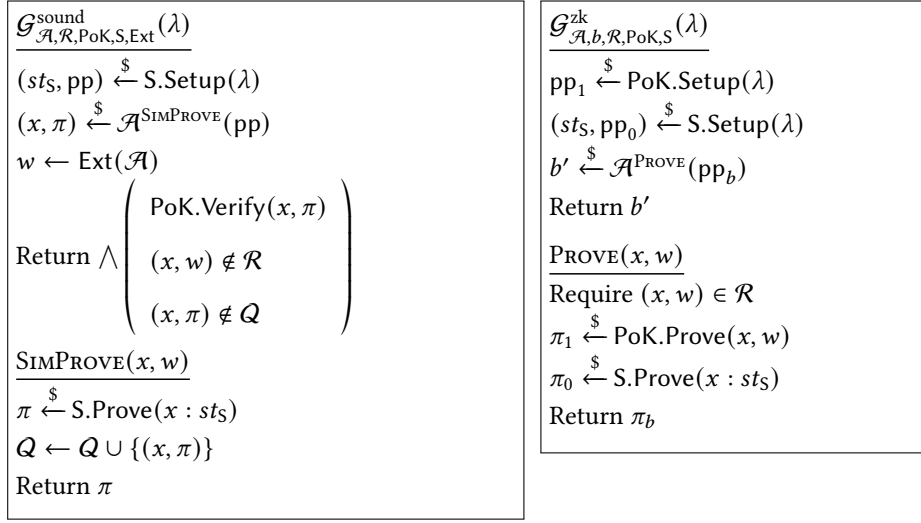 𝒢^sound_{𝒜,ℛ,PoK,S,Ext}(λ)
(st_S, pp) ←$ S.Setup(λ)
(x, π) ←$ 𝒜^SimProve(pp)
w ← Ext(𝒜)
Return ⋀ ( PoK.Verify(x, π)
(x, w) ∉ ℛ
(x, π) ∉ 𝒬 )
SimProve(x, w)
π ←$ S.Prove(x : st_S)
𝒬 ← 𝒬 ∪ {(x, π)}
Return π
𝒢^zk_{𝒜,b,ℛ,PoK,S}(λ)
pp_1 ←$ PoK.Setup(λ)
(st_S, pp_0) ←$ S.Setup(λ)
b′ ←$ 𝒜^Prove(pp_b)
Return b′
Prove(x, w)
Require (x, w) ∈ ℛ
π_1 ←$ PoK.Prove(x, w)
π_0 ←$ S.Prove(x : st_S)
Return π_b